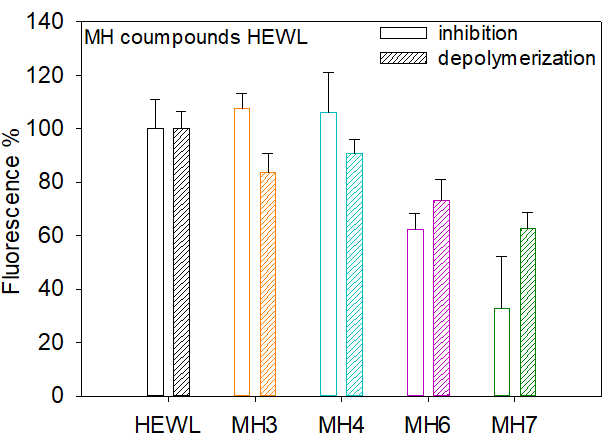 140
MH coumpounds HEWL
inhibition
depolymerization
120
100
80
60
40
20
0
Fluorescence %
HEWL MH3 MH4 MH6 MH7